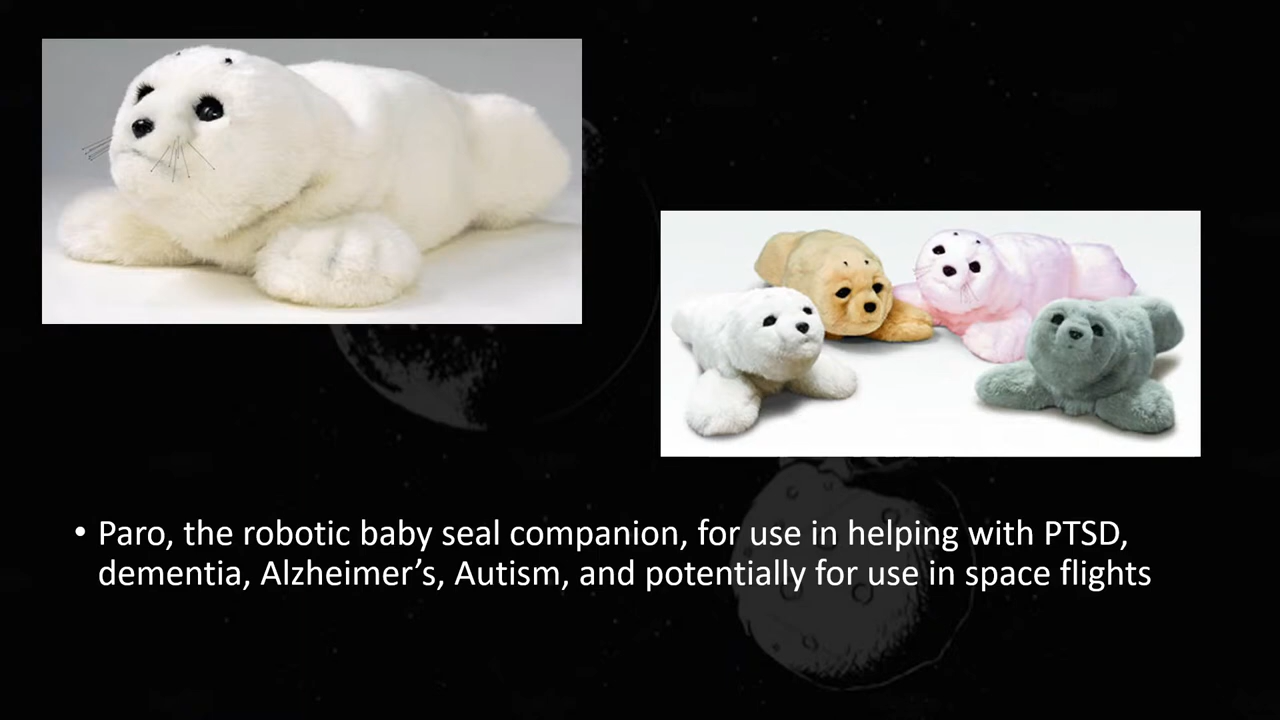 • Paro, the robotic baby seal companion, for use in helping with PTSD,
dementia, Alzheimer’s, Autism, and potentially for use in space flights